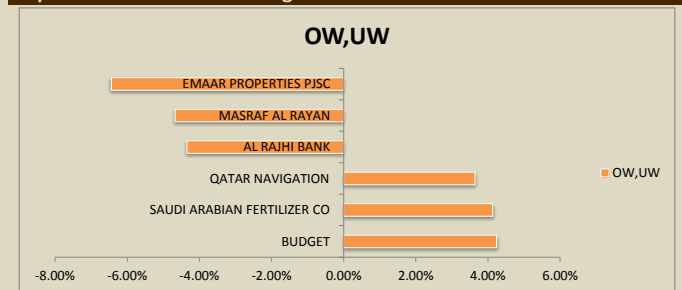 OW,UW
EMAAR PROPERTIES PJSC
MASRAF AL RAYAN
AL RAJHI BANK
QATAR NAVIGATION
OW,UW
SAUDI ARABIAN FERTILIZER CO
BUDGET
-8.00% -6.00% -4.00% -2.00% 0.00% 2.00% 4.00% 6.00%